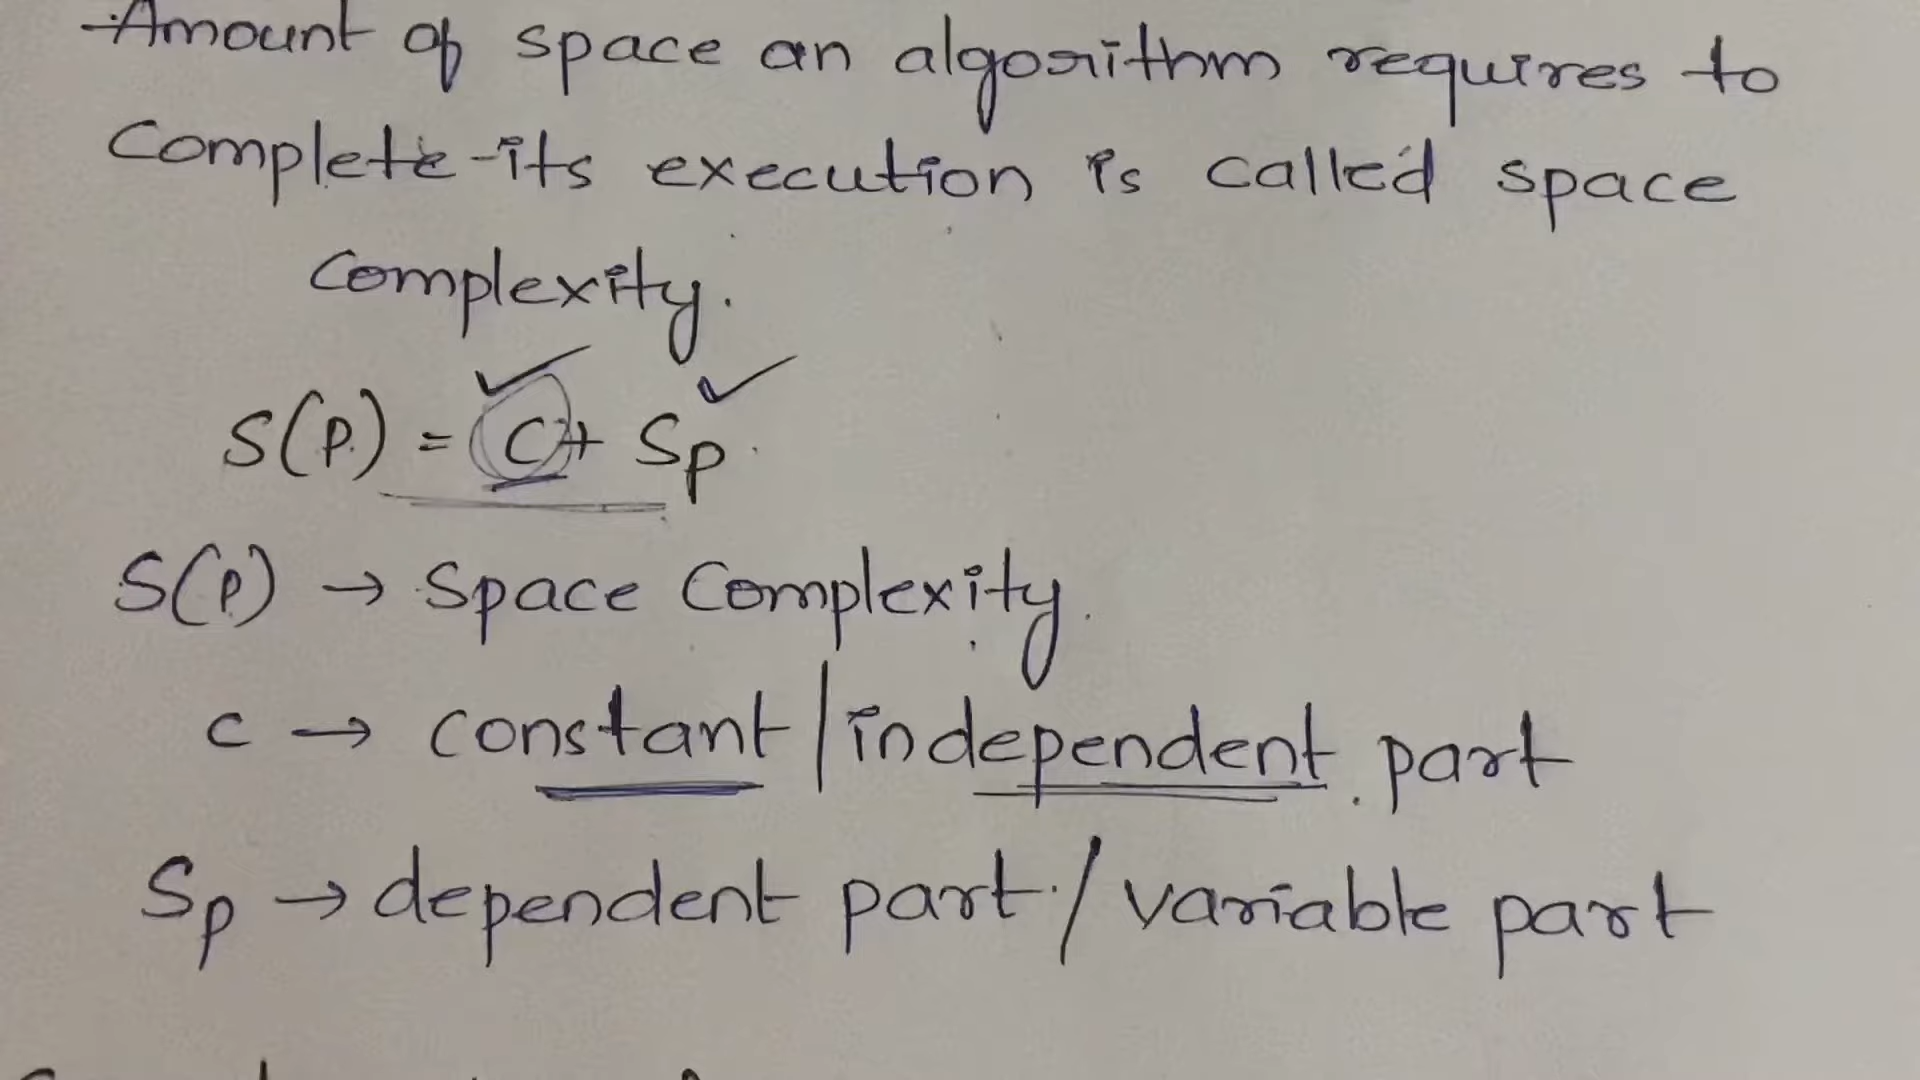 Amount of space an algorithm requires to
Complete its execution is called space
Complexity.
S(P) = C + Sp
S(P) → Space Complexity.
C → constant / independent part
Sp → dependent part / variable part